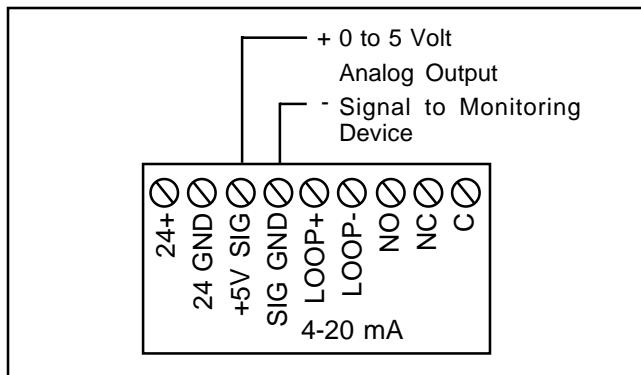 + 0 to 5 Volt
Analog Output
- Signal to Monitoring
Device
24+
24 GND
+5V SIG
SIG GND
LOOP+
LOOP-
NO
NC
C
4-20 mA